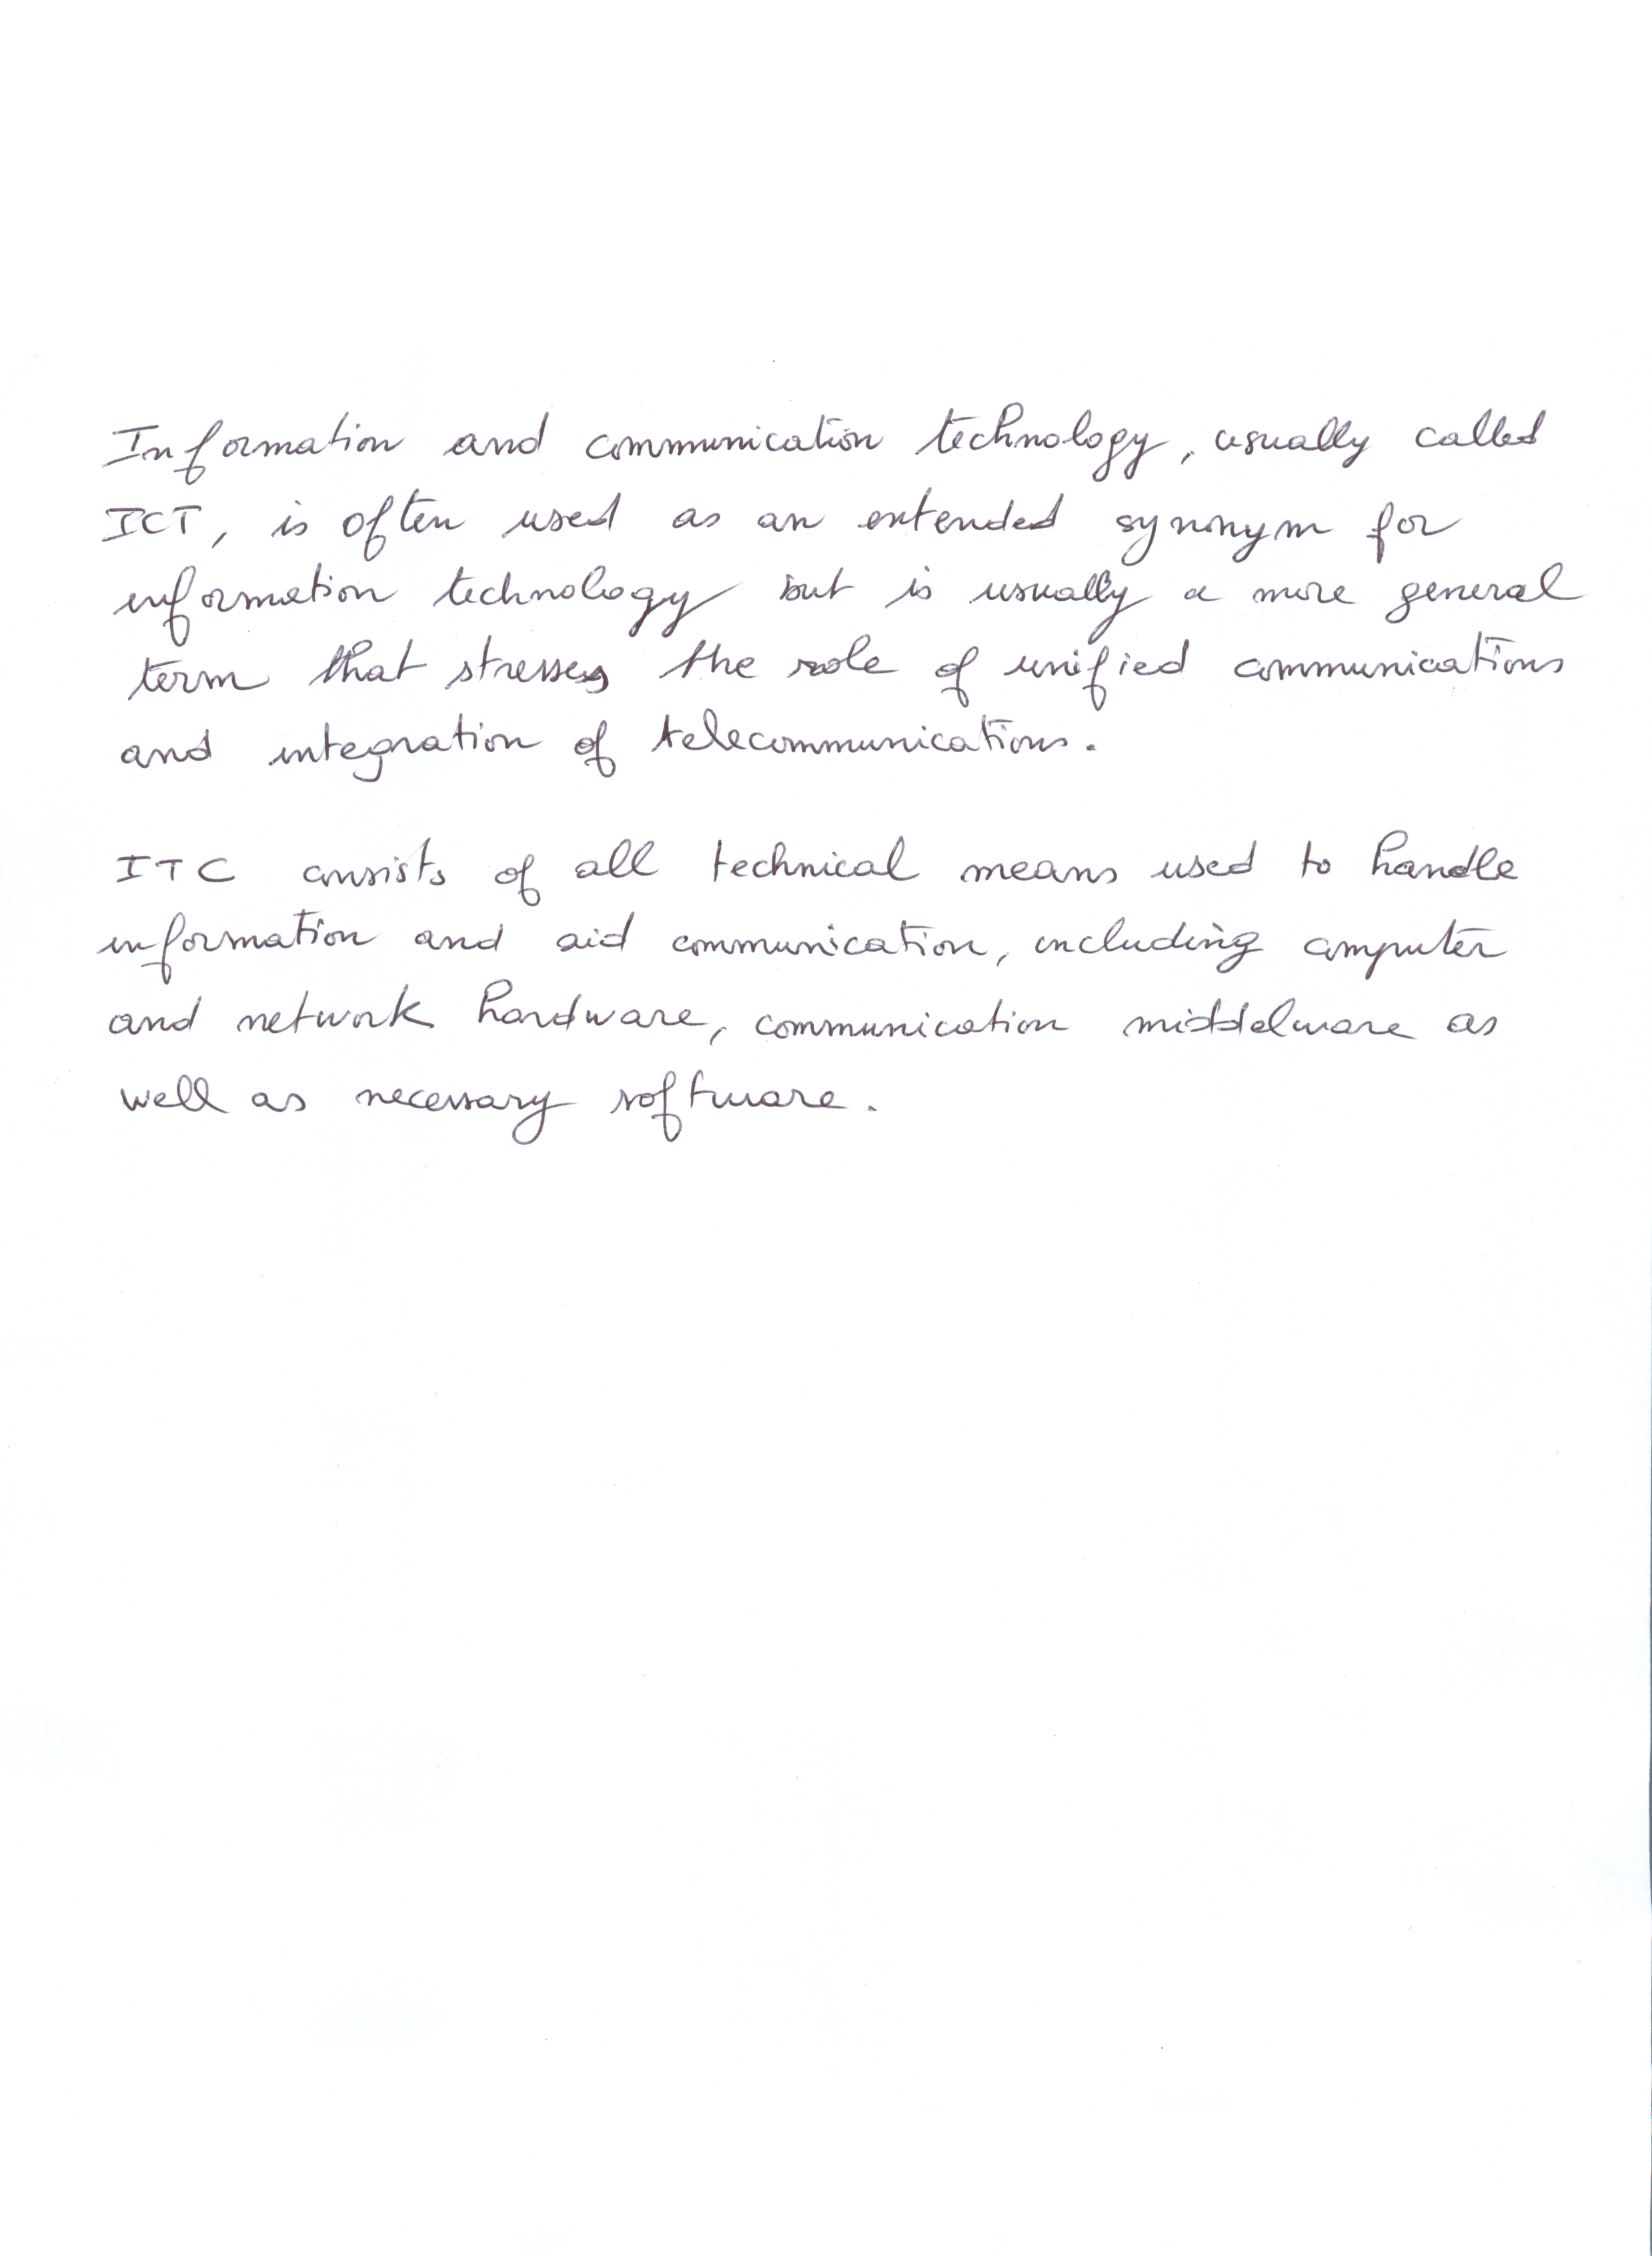 Information and communication technology, usually called
ICT, is often used as an extended synonym for
information technology but is usually a more general
term that stresses the role of unified communications
and integration of telecommunications.
ITC consists of all technical means used to handle
information and aid communication, including computer
and network hardware, communication middelware as
well as necessary software.